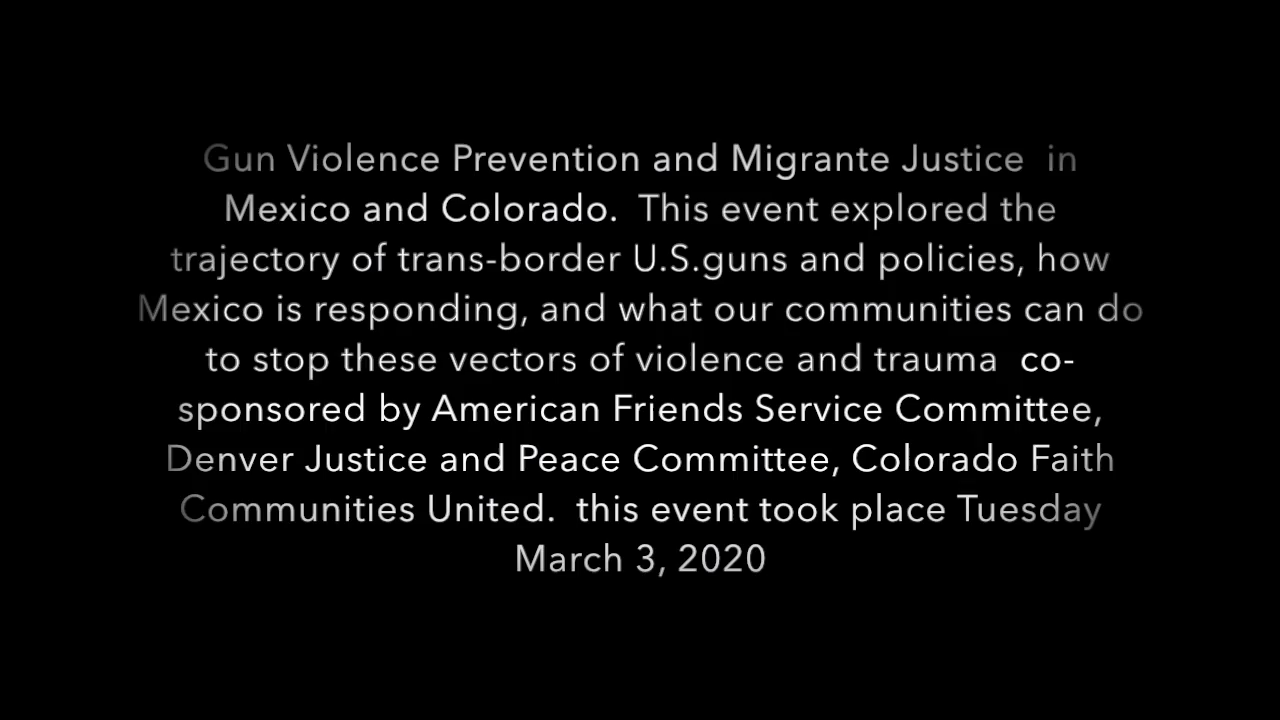 Gun Violence Prevention and Migrante Justice  in
Mexico and Colorado.  This event explored the
trajectory of trans-border U.S.guns and policies, how
Mexico is responding, and what our communities can do
to stop these vectors of violence and trauma  co-
sponsored by American Friends Service Committee,
Denver Justice and Peace Committee, Colorado Faith
Communities United.  this event took place Tuesday
March 3, 2020